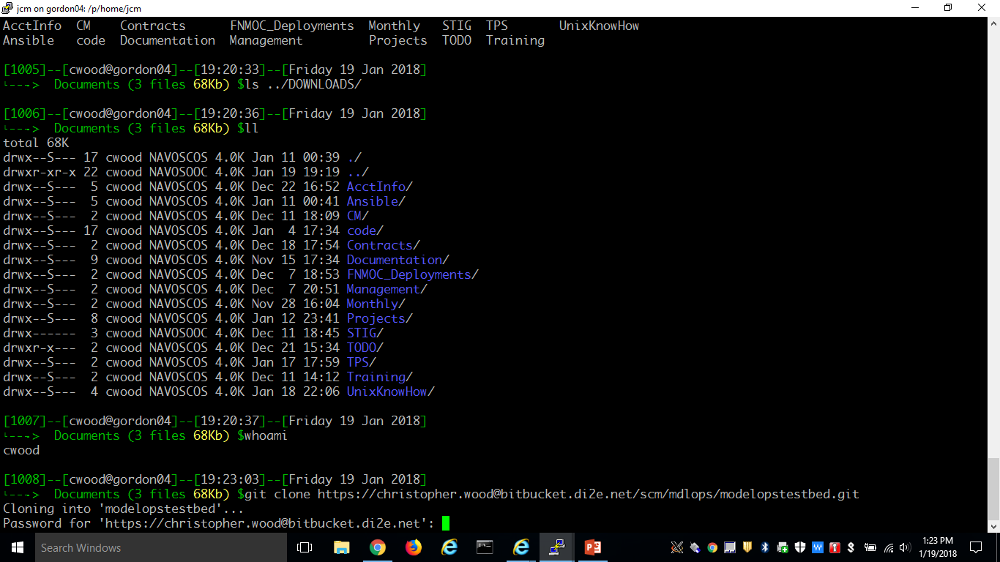 jcm on gordon04: /p/home/jcm
AcctInfo CM Contracts FNMOC_Deployments Monthly STIG TPS UnixKnowHow
Ansible code Documentation Management Projects TODO Training
[1005]--[cwood@gordon04]--[19:20:33]--[Friday 19 Jan 2018]
---> Documents (3 files 68Kb) $ls ../DOWNLOADS/
[1006]--[cwood@gordon04]--[19:20:36]--[Friday 19 Jan 2018]
---> Documents (3 files 68Kb) $ll
total 68K
drwx--S--- 17 cwood NAVOSCOS 4.0K Jan 11 00:39 ./
drwxr-xr-x 22 cwood NAVOSOOC 4.0K Jan 19 19:19 ../
drwx--S--- 5 cwood NAVOSCOS 4.0K Dec 22 16:52 AcctInfo/
drwx--S--- 5 cwood NAVOSCOS 4.0K Jan 11 00:41 Ansible/
drwx--S--- 2 cwood NAVOSCOS 4.0K Dec 11 18:09 CM/
drwx--S--- 17 cwood NAVOSCOS 4.0K Jan 4 17:34 code/
drwx--S--- 2 cwood NAVOSCOS 4.0K Dec 18 17:54 Contracts/
drwx--S--- 9 cwood NAVOSCOS 4.0K Nov 15 17:34 Documentation/
drwx--S--- 2 cwood NAVOSCOS 4.0K Dec 7 18:53 FNMOC_Deployments/
drwx--S--- 2 cwood NAVOSCOS 4.0K Dec 7 20:51 Management/
drwx--S--- 2 cwood NAVOSCOS 4.0K Nov 28 16:04 Monthly/
drwx--S--- 8 cwood NAVOSCOS 4.0K Jan 12 23:41 Projects/
drwx------ 3 cwood NAVOSOOC 4.0K Dec 11 18:45 STIG/
drwxr-x--- 2 cwood NAVOSCOS 4.0K Dec 21 15:34 TODO/
drwx--S--- 2 cwood NAVOSCOS 4.0K Jan 17 17:59 TPS/
drwx--S--- 2 cwood NAVOSCOS 4.0K Dec 11 14:12 Training/
drwx--S--- 4 cwood NAVOSCOS 4.0K Jan 18 22:06 UnixKnowHow/
[1007]--[cwood@gordon04]--[19:20:37]--[Friday 19 Jan 2018]
---> Documents (3 files 68Kb) $whoami
cwood
[1008]--[cwood@gordon04]--[19:23:03]--[Friday 19 Jan 2018]
---> Documents (3 files 68Kb) $git clone https://christopher.wood@bitbucket.di2e.net/scm/mdlops/modelopstestbed.git
Cloning into 'modelopstestbed'...
Password for 'https://christopher.wood@bitbucket.di2e.net':
Search Windows
1:23 PM
1/19/2018